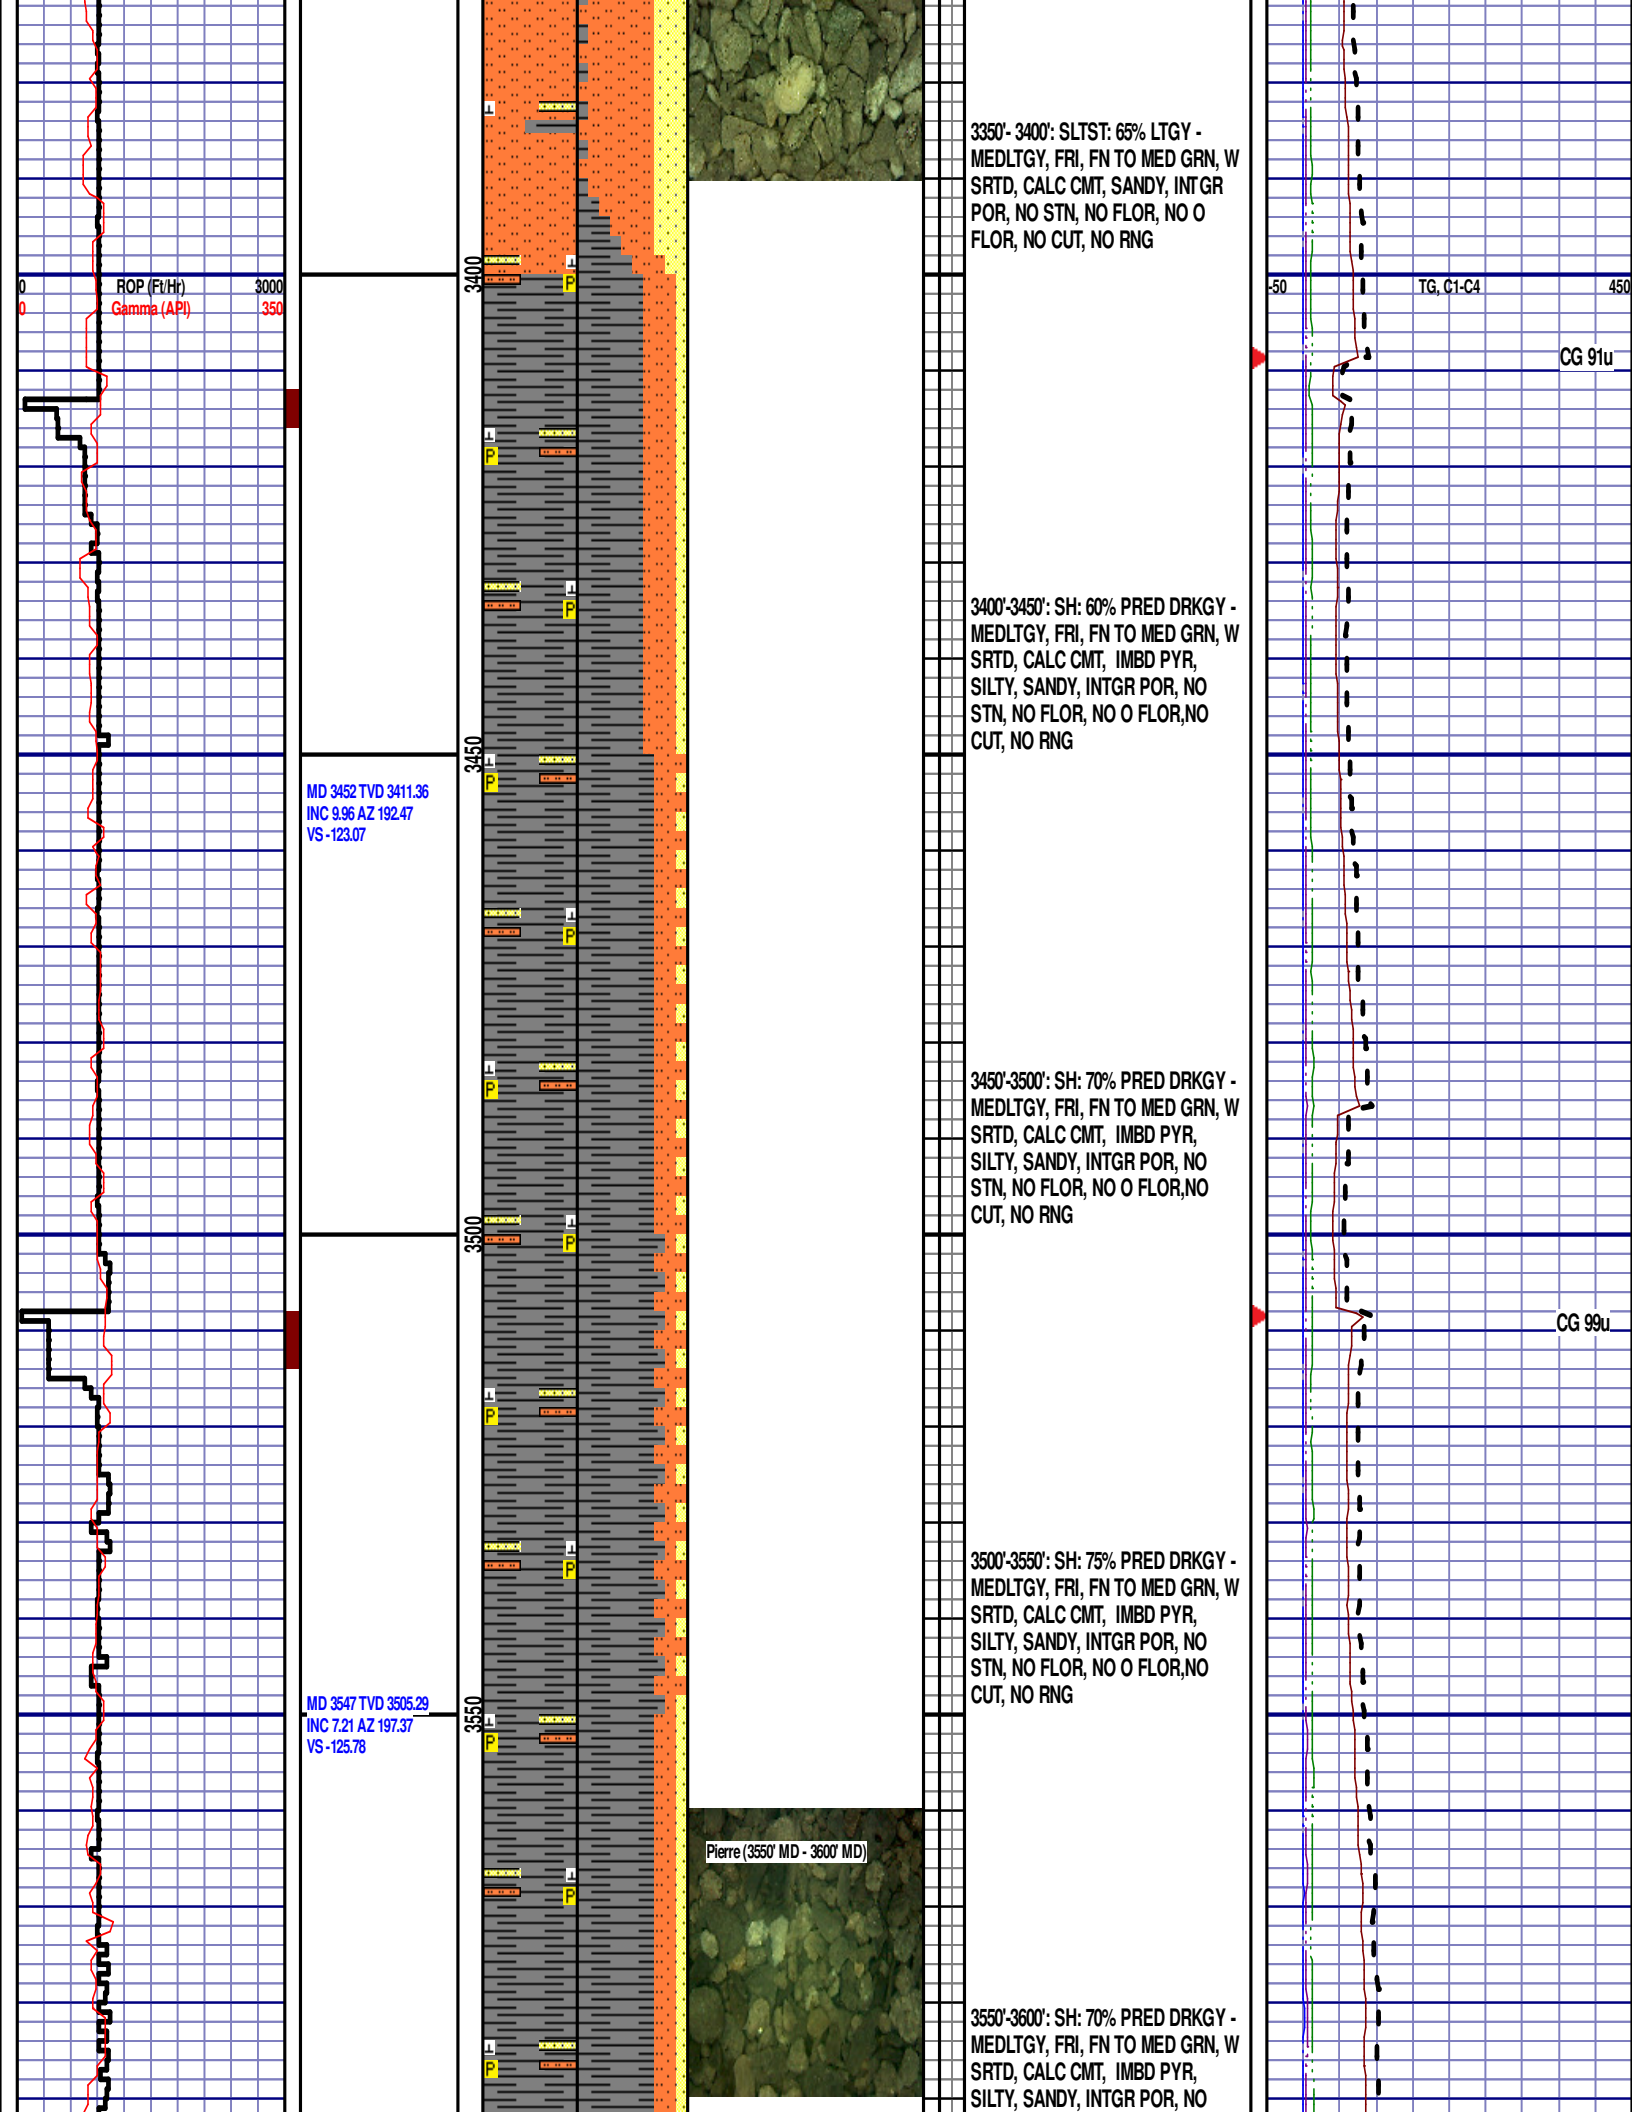 3350'- 3400': SLTST: 65% LTGY -
MEDLTGY, FRI, FN TO MED GRN, W
SRTD, CALC CMT, SANDY, INTGR
POR, NO STN, NO FLOR, NO O
FLOR, NO CUT, NO RNG
3400
0 ROP (Ft/Hr) 3000
0 Gamma (API) 350
-50 TG, C1-C4 450
CG 91u
P
P
P
3400'-3450': SH: 60% PRED DRKGY -
MEDLTGY, FRI, FN TO MED GRN, W
SRTD, CALC CMT, IMBD PYR,
SILTY, SANDY, INTGR POR, NO
STN, NO FLOR, NO O FLOR,NO
CUT, NO RNG
3450
P
MD 3452 TVD 3411.36
INC 9.96 AZ 192.47
VS -123.07
P
P
3450'-3500': SH: 70% PRED DRKGY -
MEDLTGY, FRI, FN TO MED GRN, W
SRTD, CALC CMT, IMBD PYR,
SILTY, SANDY, INTGR POR, NO
STN, NO FLOR, NO O FLOR,NO
CUT, NO RNG
3500
P
CG 99u
P
P
3500'-3550': SH: 75% PRED DRKGY -
MEDLTGY, FRI, FN TO MED GRN, W
SRTD, CALC CMT, IMBD PYR,
SILTY, SANDY, INTGR POR, NO
STN, NO FLOR, NO O FLOR,NO
CUT, NO RNG
3550
MD 3547 TVD 3505.29
INC 7.21 AZ 197.37
VS -125.78
P
Pierre (3550' MD - 3600' MD)
P
P
3550'-3600': SH: 70% PRED DRKGY -
MEDLTGY, FRI, FN TO MED GRN, W
SRTD, CALC CMT, IMBD PYR,
SILTY, SANDY, INTGR POR, NO